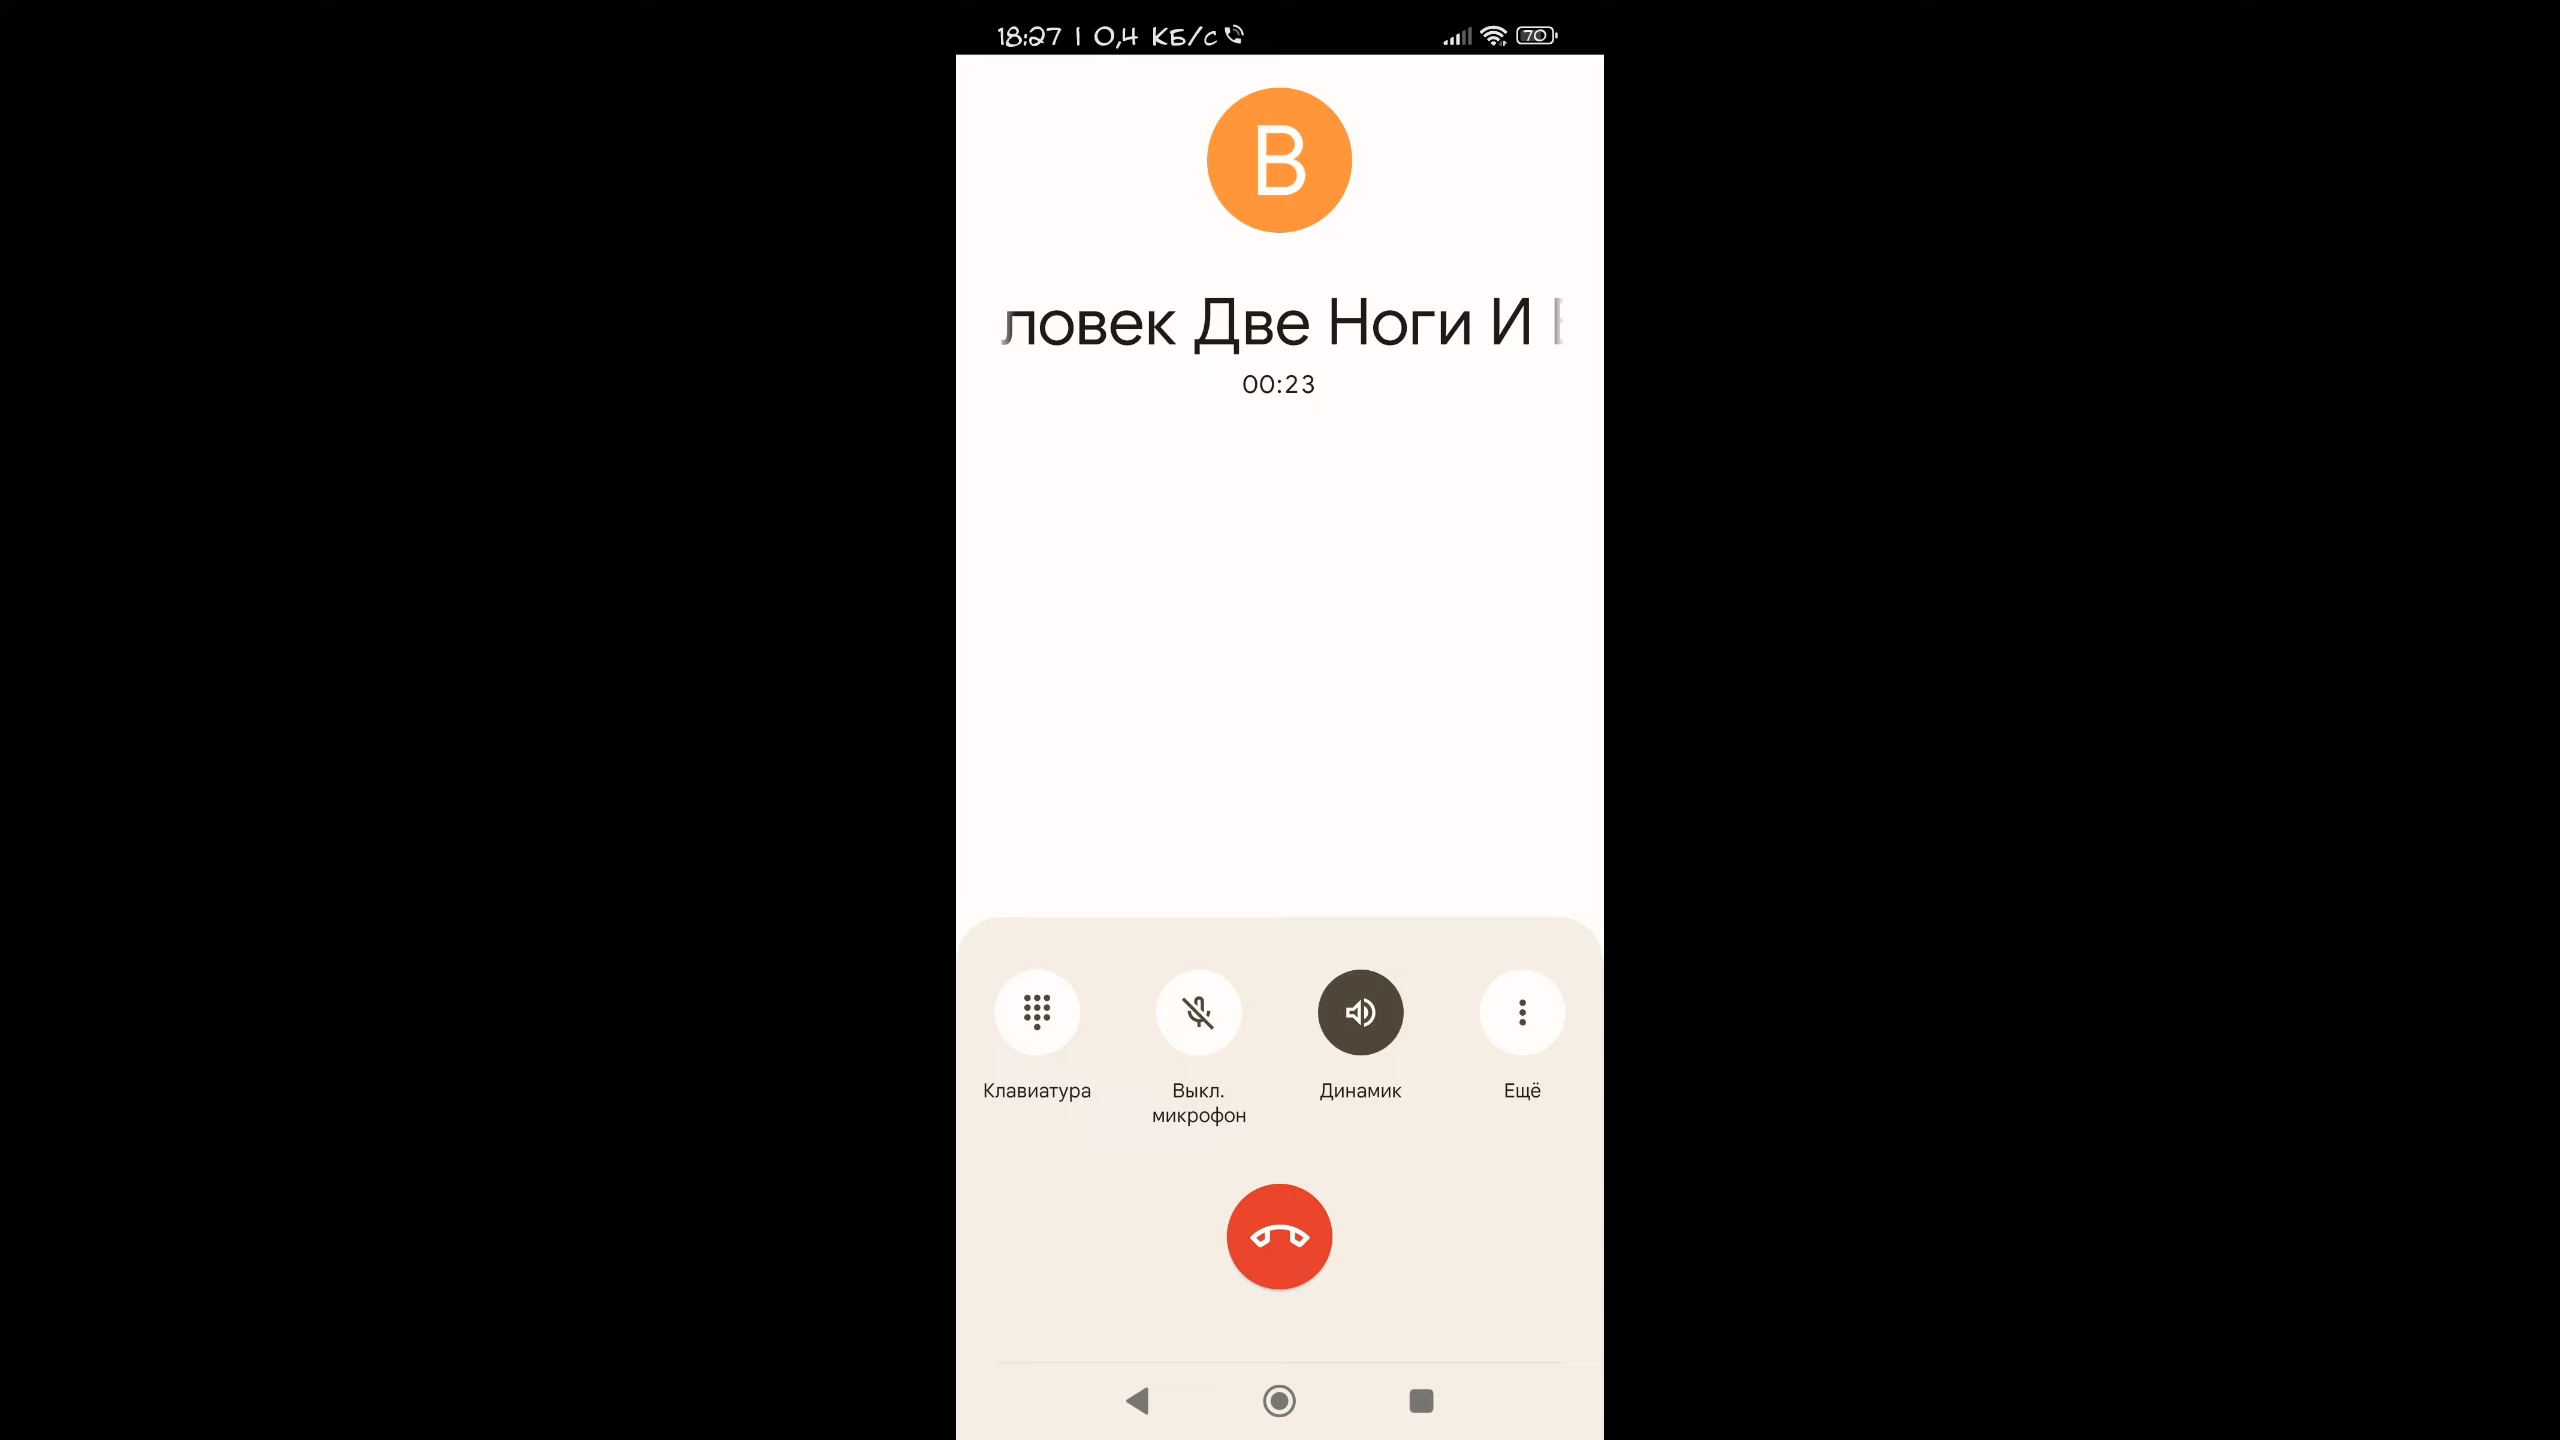 18:27 | 0,4 КБ/с
70
В
ловек Две Ноги И
00:23
Клавиатура
Выкл. микрофон
Динамик
Ещё